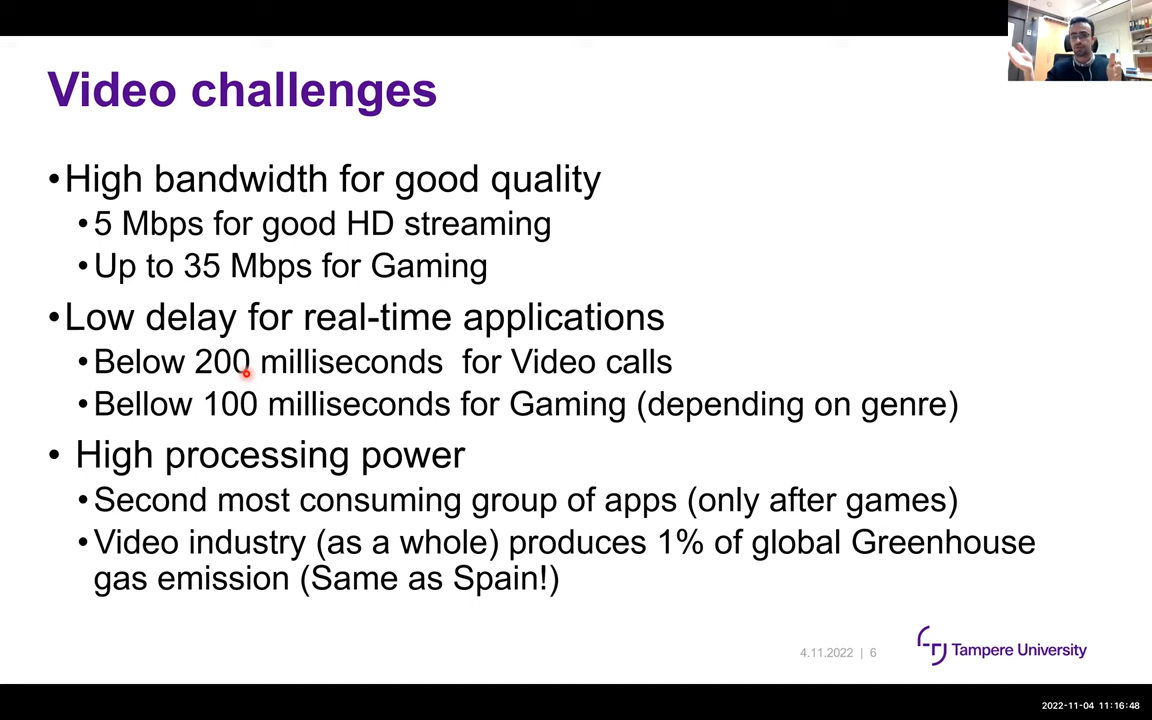 Video challenges
•High bandwidth for good quality
•5 Mbps for good HD streaming
•Up to 35 Mbps for Gaming
•Low delay for real-time applications
•Below 200 milliseconds  for Video calls
•Bellow 100 milliseconds for Gaming (depending on genre)
• High processing power
•Second most consuming group of apps (only after games)
•Video industry (as a whole) produces 1% of global Greenhouse
gas emission (Same as Spain!)
4.11.2022 | 6
Tampere University
2022-11-04 11:16:48